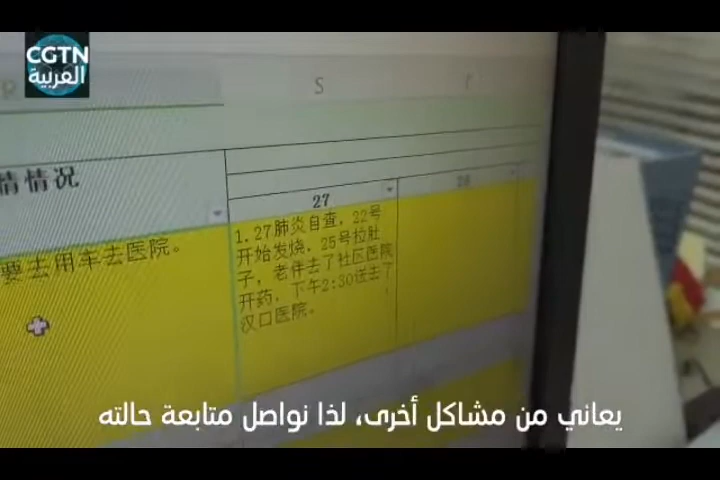 CGTN
العربية
S
情情况
27
28
要去用车去医院。
1.27肺炎自查，22号
开始发烧，25号拉肚
子，老伴去了社区医院
开药，下午2:30送去了
汉口医院。
يعاني من مشاكل أخرى، لذا نواصل متابعة حالته